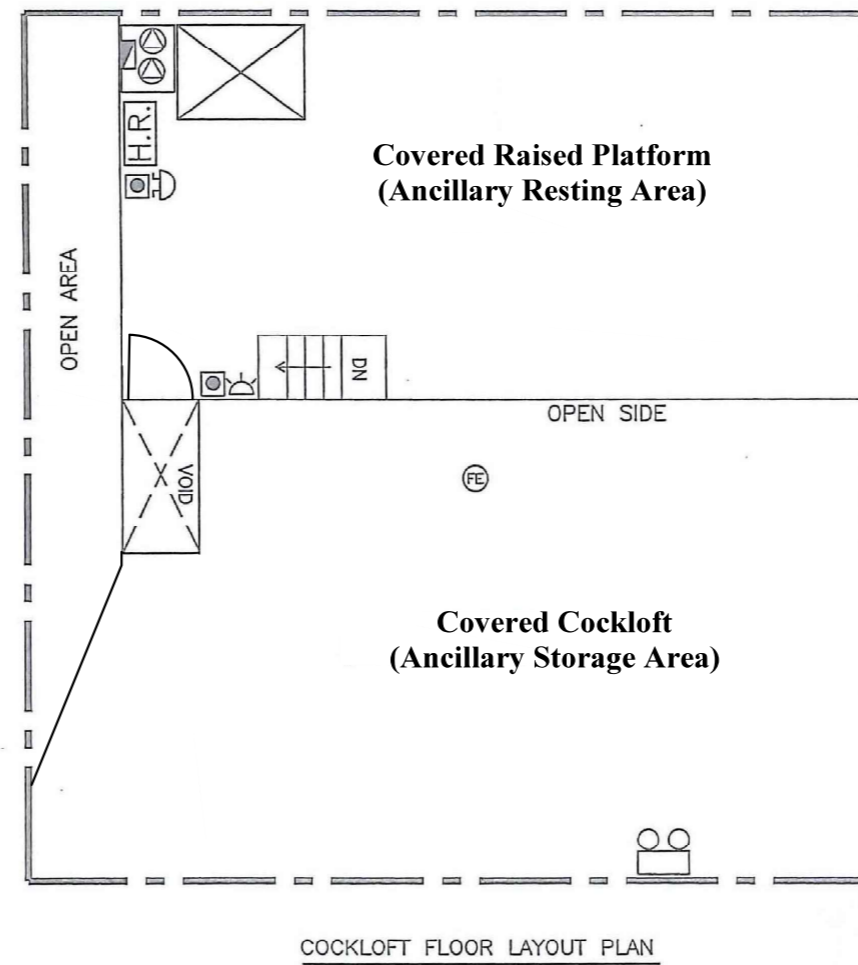 H.R.
Covered Raised Platform
(Ancillary Resting Area)
OPEN AREA
DN
OPEN SIDE
VOID
FE
Covered Cockloft
(Ancillary Storage Area)
COCKLOFT FLOOR LAYOUT PLAN